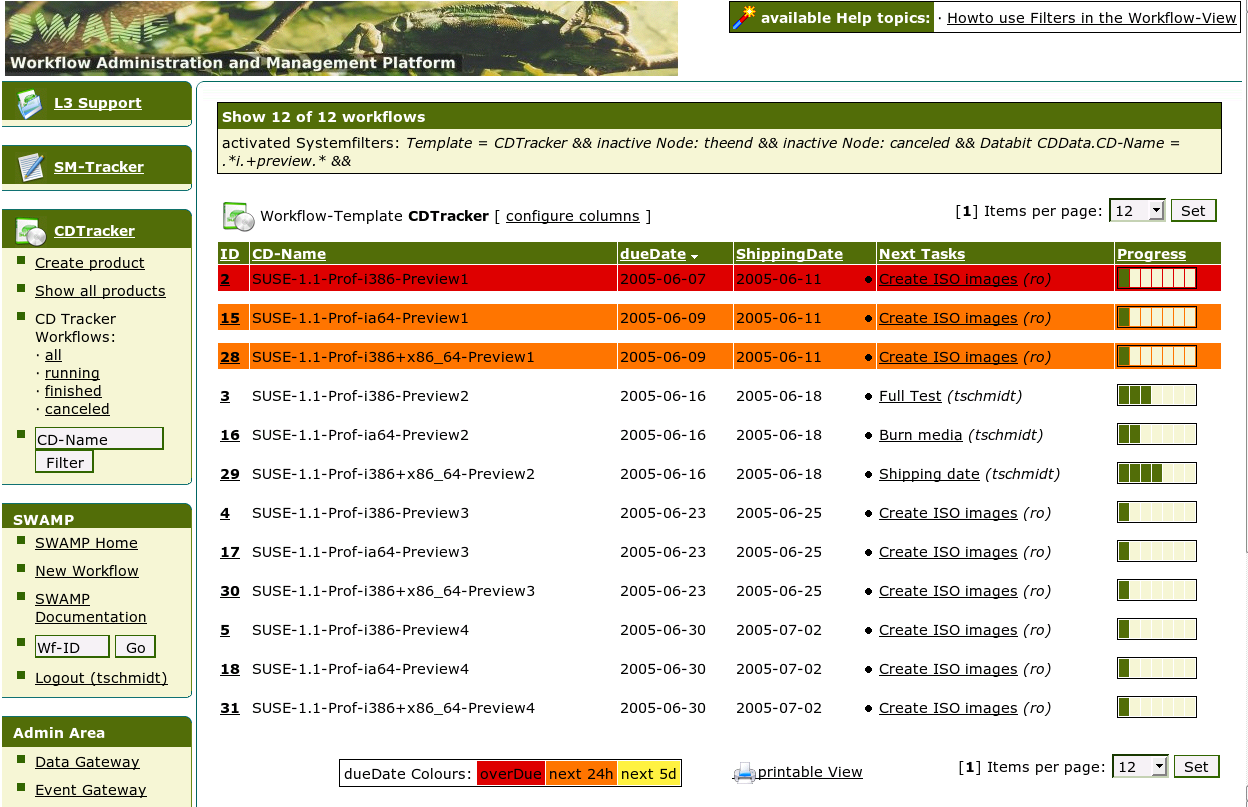 SWAMP
Workflow Administration and Management Platform
available Help topics: · Howto use Filters in the Workflow-View
L3 Support
SM-Tracker
CDTracker
Create product
Show all products
CD Tracker
Workflows:
· all
· running
· finished
· canceled
CD-Name
Filter
SWAMP
SWAMP Home
New Workflow
SWAMP
Documentation
Wf-ID Go
Logout (tschmidt)
Admin Area
Data Gateway
Event Gateway
Show 12 of 12 workflows
activated Systemfilters: Template = CDTracker && inactive Node: theend && inactive Node: canceled && Databit CDData.CD-Name =
.*i.+preview.* &&
Workflow-Template CDTracker [ configure columns ]
[1] Items per page: 12 Set
ID CD-Name dueDate ShippingDate Next Tasks Progress
2 SUSE-1.1-Prof-i386-Preview1 2005-06-07 2005-06-11 • Create ISO images (ro)
15 SUSE-1.1-Prof-ia64-Preview1 2005-06-09 2005-06-11 • Create ISO images (ro)
28 SUSE-1.1-Prof-i386+x86_64-Preview1 2005-06-09 2005-06-11 • Create ISO images (ro)
3 SUSE-1.1-Prof-i386-Preview2 2005-06-16 2005-06-18 • Full Test (tschmidt)
16 SUSE-1.1-Prof-ia64-Preview2 2005-06-16 2005-06-18 • Burn media (tschmidt)
29 SUSE-1.1-Prof-i386+x86_64-Preview2 2005-06-16 2005-06-18 • Shipping date (tschmidt)
4 SUSE-1.1-Prof-i386-Preview3 2005-06-23 2005-06-25 • Create ISO images (ro)
17 SUSE-1.1-Prof-ia64-Preview3 2005-06-23 2005-06-25 • Create ISO images (ro)
30 SUSE-1.1-Prof-i386+x86_64-Preview3 2005-06-23 2005-06-25 • Create ISO images (ro)
5 SUSE-1.1-Prof-i386-Preview4 2005-06-30 2005-07-02 • Create ISO images (ro)
18 SUSE-1.1-Prof-ia64-Preview4 2005-06-30 2005-07-02 • Create ISO images (ro)
31 SUSE-1.1-Prof-i386+x86_64-Preview4 2005-06-30 2005-07-02 • Create ISO images (ro)
dueDate Colours: overDue next 24h next 5d
printable View
[1] Items per page: 12 Set